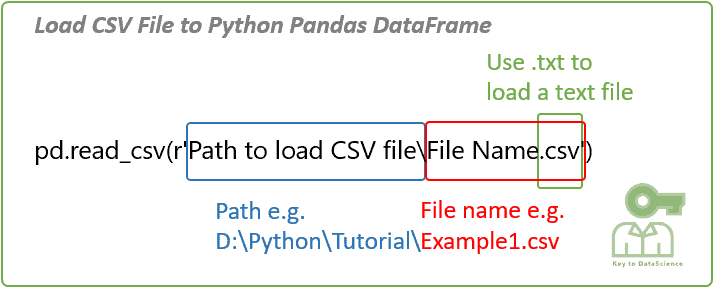 Load CSV File to Python Pandas DataFrame
Use .txt to
load a text file
pd.read_csv(r'Path to load CSV file\File Name.csv')
Path e.g.
D:\Python\Tutorial\
File name e.g.
Example1.csv
Key to DataScience